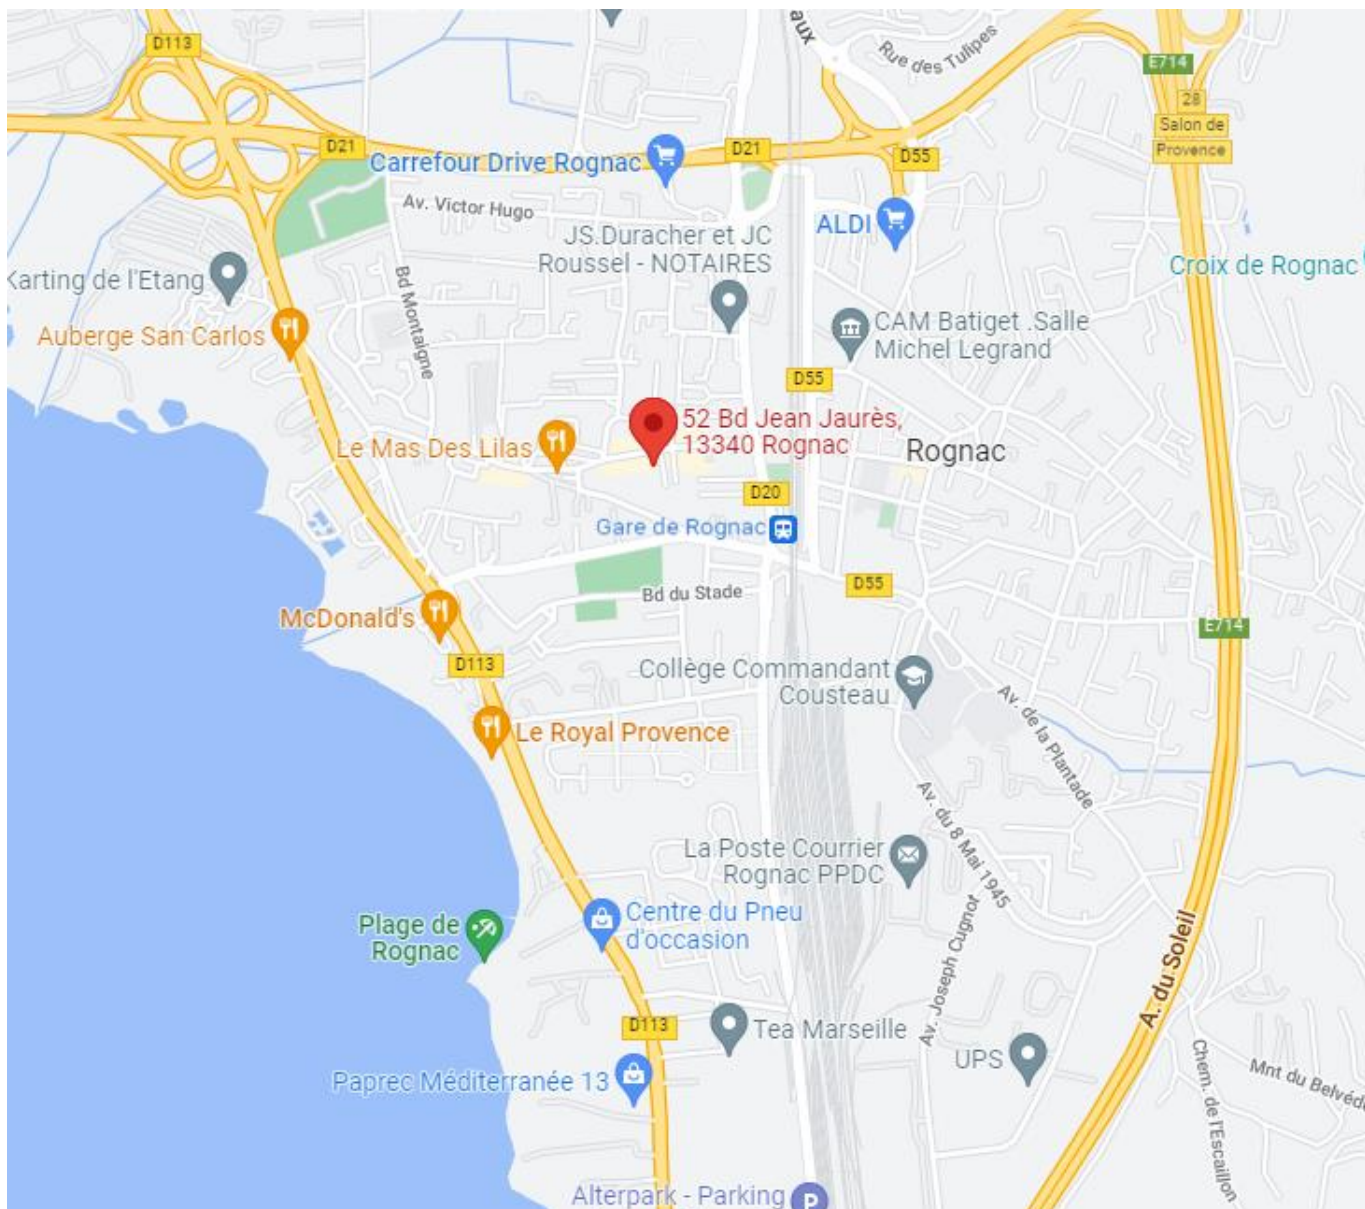 D113
aux
Rue des Tulipes
E714
28
Salon de
Provence
D21
D21
D55
Carrefour Drive Rognac
Av. Victor Hugo
ALDI
JS.Duracher et JC
Roussel - NOTAIRES
Croix de Rognac
Karting de l'Etang
Bd Montaigne
Auberge San Carlos
CAM Batiget .Salle
Michel Legrand
D55
52 Bd Jean Jaurès,
13340 Rognac
Le Mas Des Lilas
Rognac
D20
Gare de Rognac
D55
Bd du Stade
McDonald's
E714
D113
Collège Commandant
Cousteau
Av. de la Plantade
Le Royal Provence
Av. du 8 Mai 1945
La Poste Courrier
Rognac PPDC
Plage de
Rognac
Centre du Pneu
d'occasion
Av. Joseph Cugnot
A. du Soleil
D113
Tea Marseille
UPS
Paprec Méditerranée 13
Chem. de l'Escaillon
Mnt du Belvéd
Alterpark - Parking
P